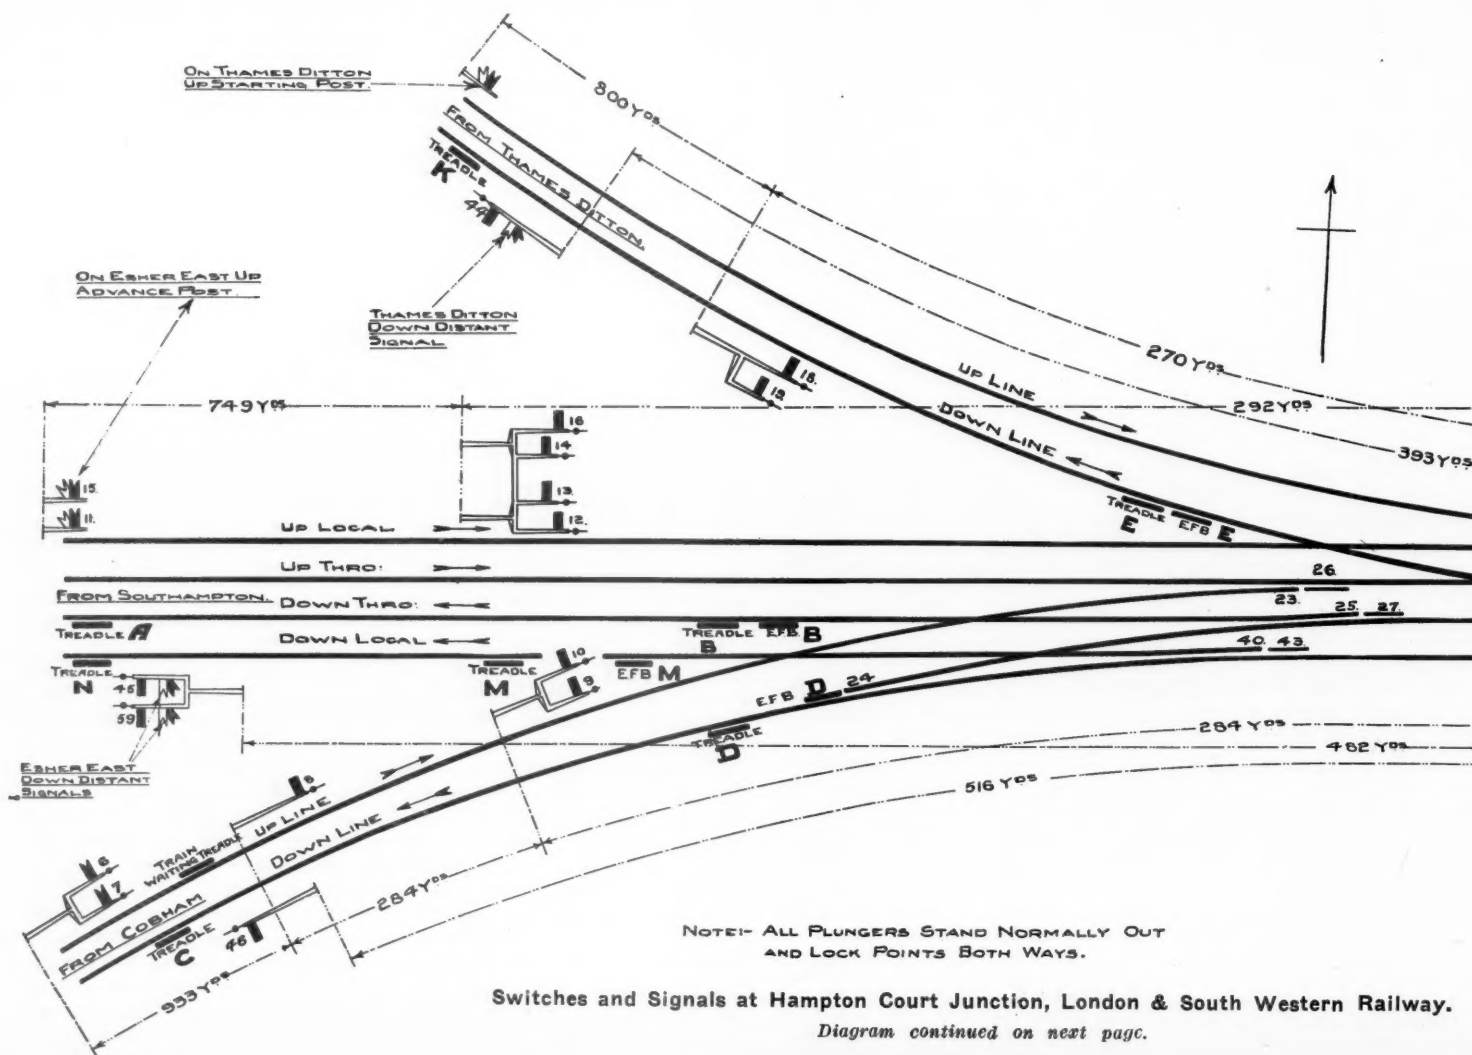 ON THAMES DITTON
UP STARTING POST.
M
800 YDS
FROM THAMES DITTON.
TREADLE
K
44
ON ESHER EAST UP
ADVANCE POST.
THAMES DITTON
DOWN DISTANT
SIGNAL
18.
19.
270 YDS
UP LINE
292 YDS
DOWN LINE
393 YDS
749 YDS
16
14
13.
12.
15.
11.
TREADLE
E
EFB E
UP LOCAL
UP THRO:
26.
FROM SOUTHAMPTON.
DOWN THRO:
23.
25.
27.
TREADLE A
DOWN LOCAL
TREADLE
B
EFB. B
40.
43.
TREADLE
N
45
59
TREADLE
M
10
9
EFB M
EFB D
24
TREADLE
D
284 YDS
482 YDS
516 YDS
ESHER EAST
DOWN DISTANT
SIGNALS
8
UP LINE
DOWN LINE
TRAIN
WAITING TREADLE
6
7
FROM COBHAM
TREADLE
C
46
284 YDS
933 YDS
NOTE:- ALL PLUNGERS STAND NORMALLY OUT
AND LOCK POINTS BOTH WAYS.
Switches and Signals at Hampton Court Junction, London & South Western Railway.
Diagram continued on next page.